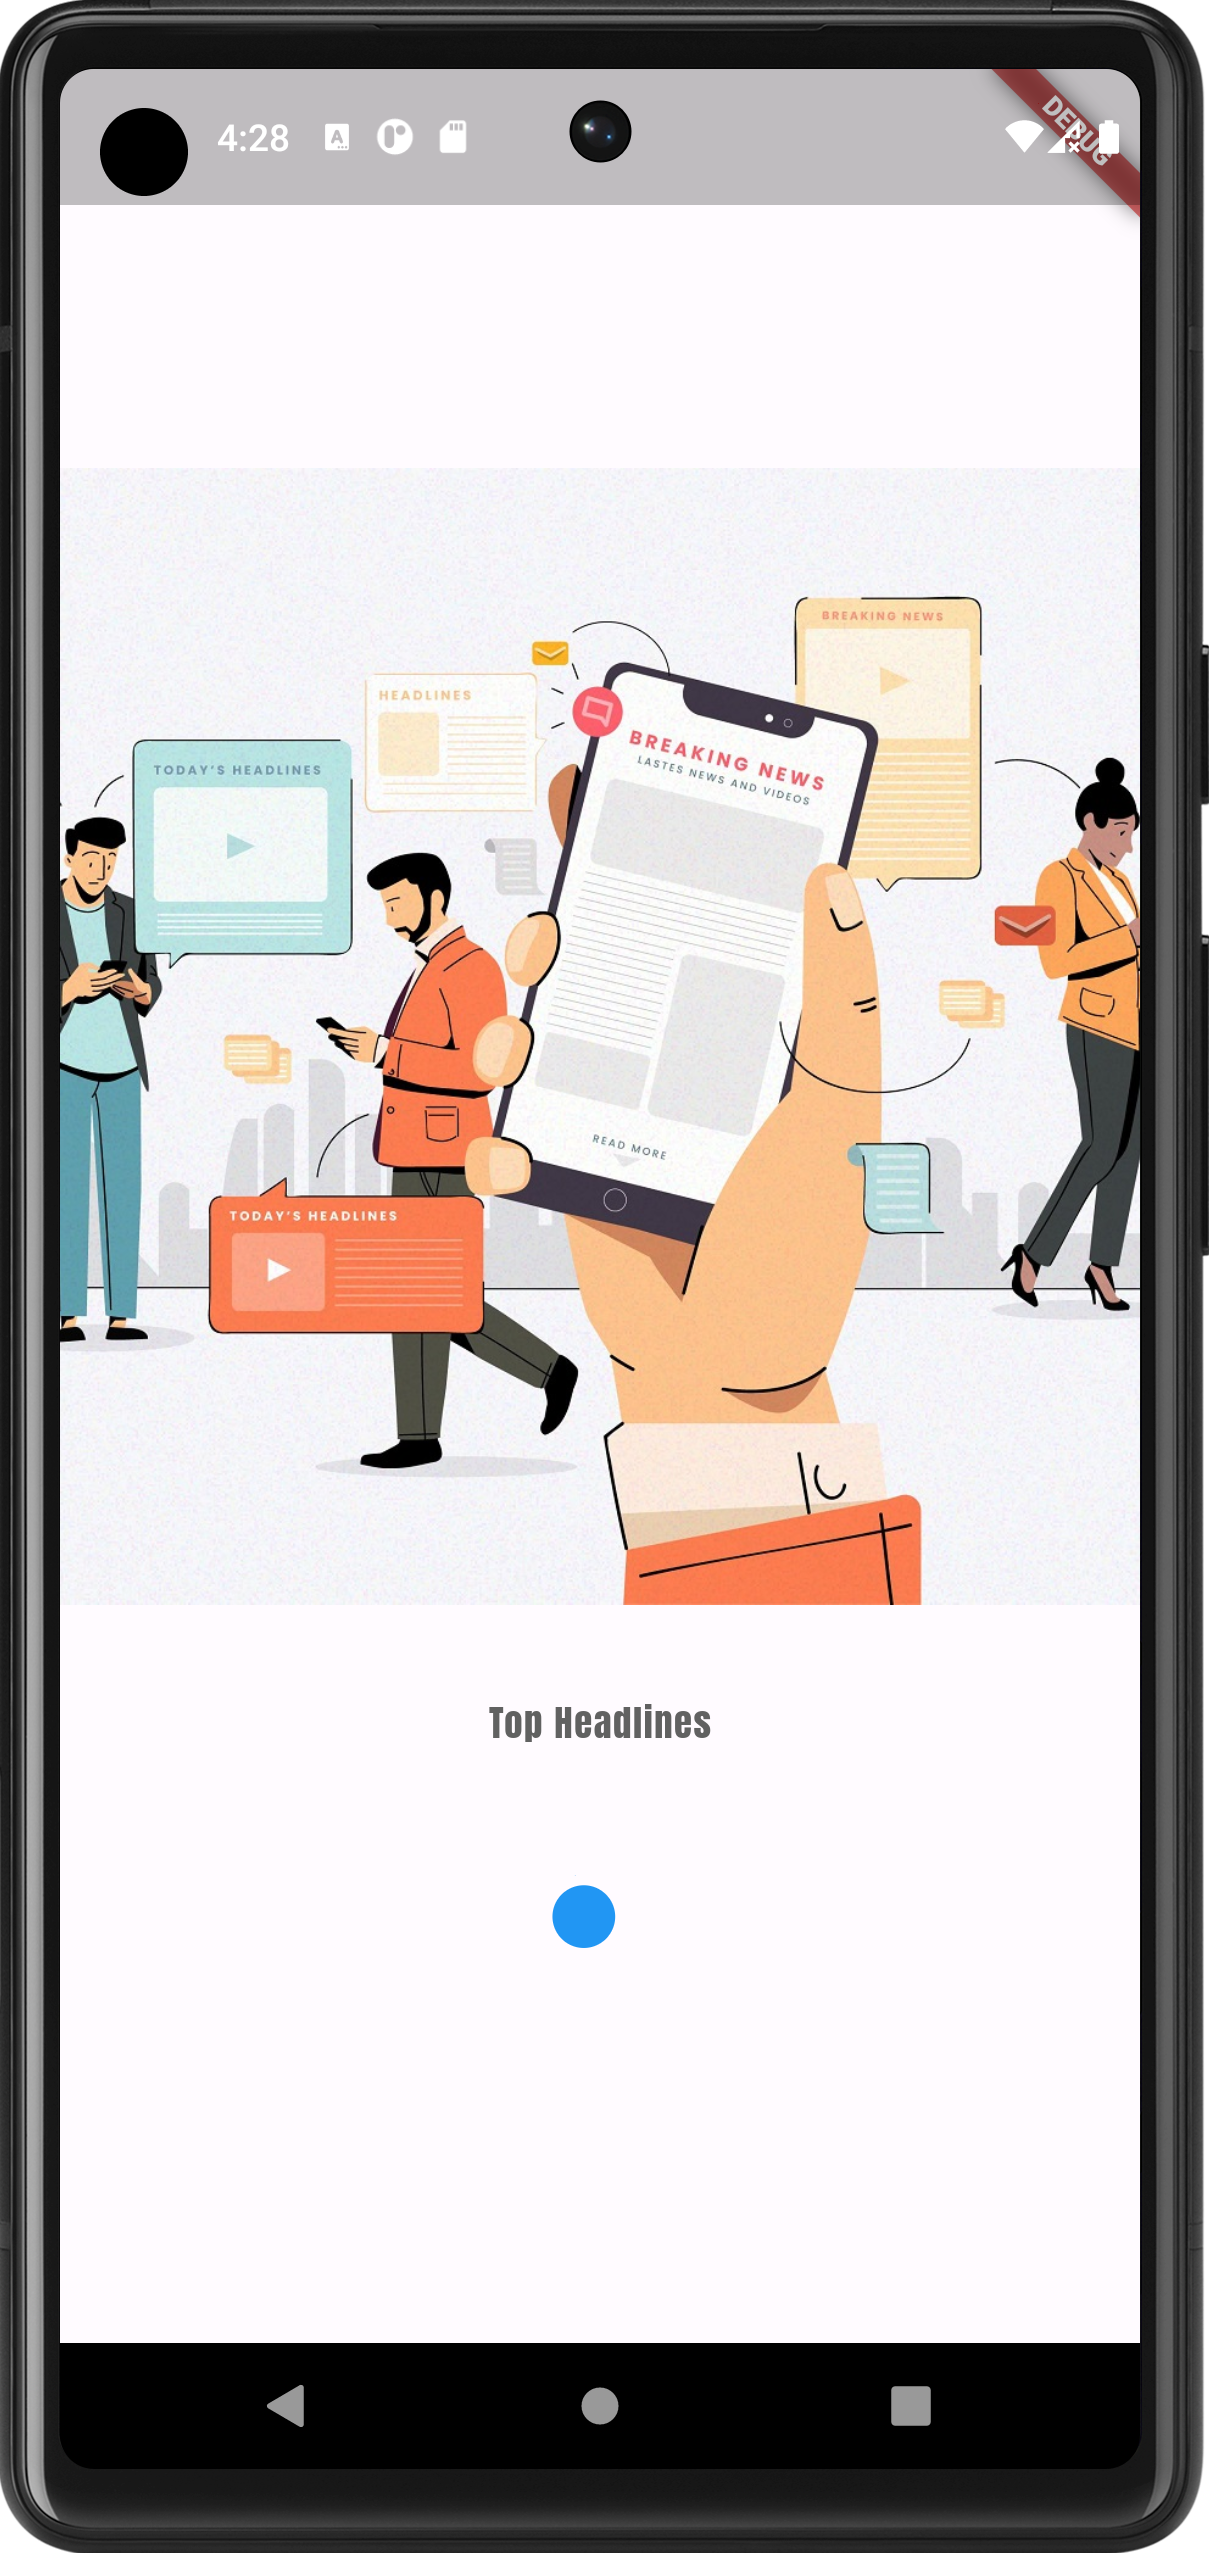 4:28
DEBUG
BREAKING NEWS
HEADLINES
BREAKING NEWS
LASTES NEWS AND VIDEOS
TODAY'S HEADLINES
READ MORE
TODAY'S HEADLINES
Top Headlines